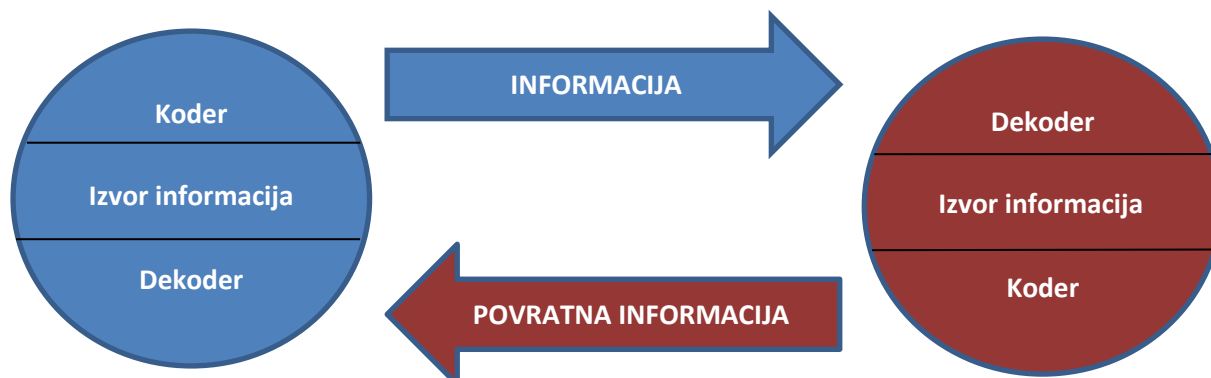 Koder
Izvor informacija
Dekoder
INFORMACIJA
POVRATNA INFORMACIJA
Dekoder
Izvor informacija
Koder